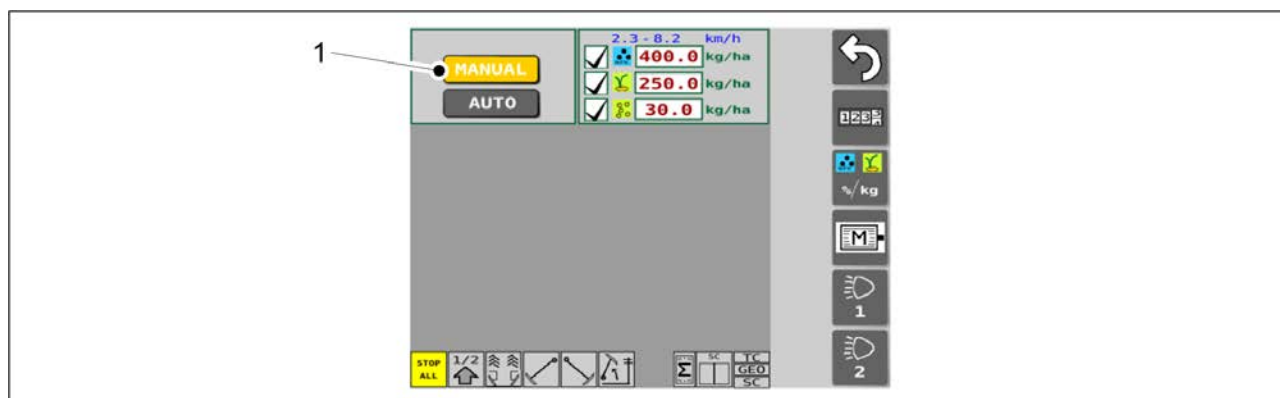 1
MANUAL
AUTO
2.3-8.2 km/h
400.0 kg/ha
250.0 kg/ha
30.0 kg/ha
%/kg
M
1
2
STOP
ALL
1/2
Σ
SC
TC
GEO
SC